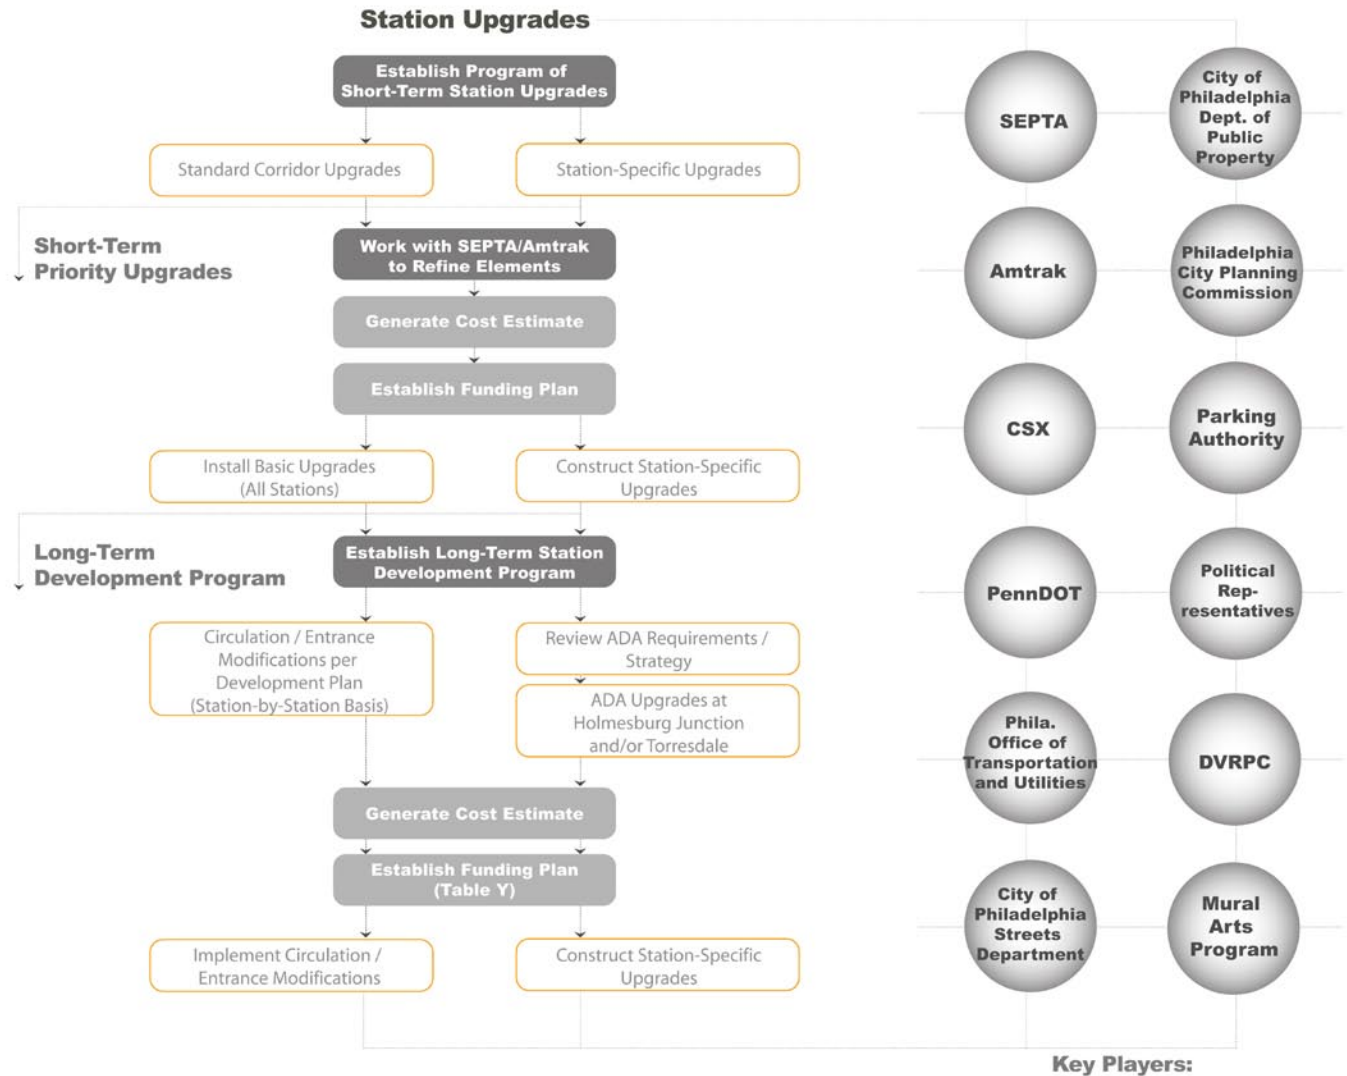 Station Upgrades
Establish Program of
Short-Term Station Upgrades
Standard Corridor Upgrades
Station-Specific Upgrades
Short-Term
Priority Upgrades
Work with SEPTA/Amtrak
to Refine Elements
Generate Cost Estimate
Establish Funding Plan
Install Basic Upgrades
(All Stations)
Construct Station-Specific
Upgrades
Long-Term
Development Program
Establish Long-Term Station
Development Program
Circulation / Entrance
Modifications per
Development Plan
(Station-by-Station Basis)
Review ADA Requirements /
Strategy
ADA Upgrades at
Holmesburg Junction
and/or Torresdale
Generate Cost Estimate
Establish Funding Plan
(Table Y)
Implement Circulation /
Entrance Modifications
Construct Station-Specific
Upgrades
SEPTA
City of
Philadelphia
Dept. of
Public
Property
Amtrak
Philadelphia
City Planning
Commission
CSX
Parking
Authority
PennDOT
Political
Rep-
resentatives
Phila.
Office of
Transportation
and Utilities
DVRPC
City of
Philadelphia
Streets
Department
Mural
Arts
Program
Key Players: